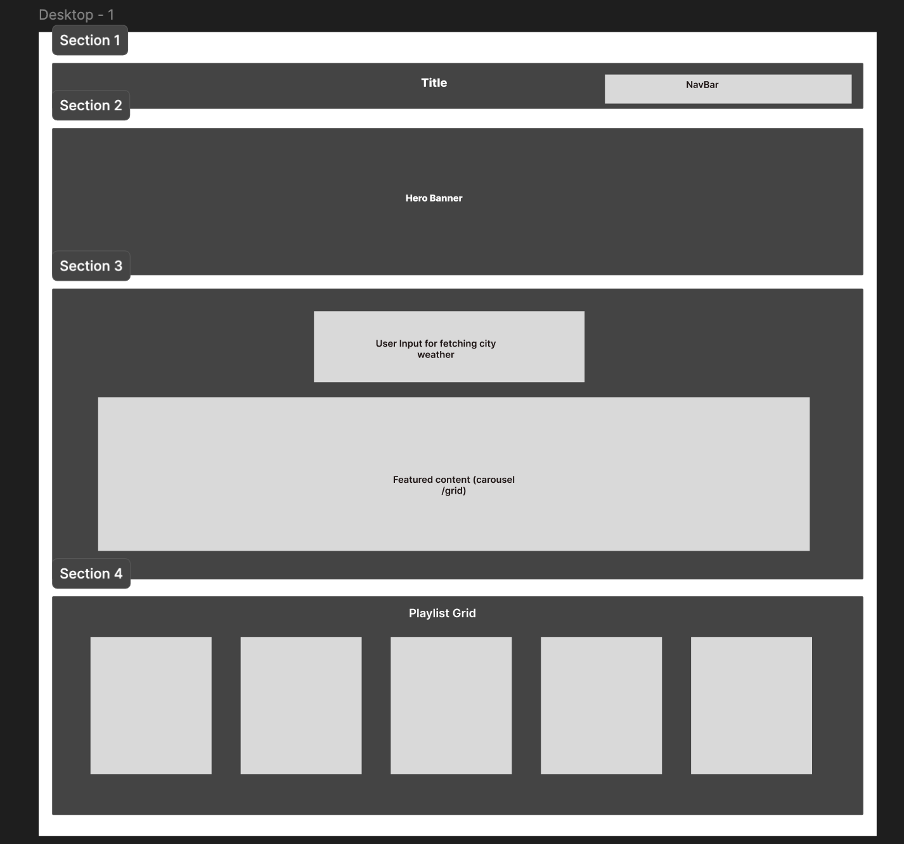 Desktop - 1
Section 1
Title
NavBar
Section 2
Hero Banner
Section 3
User Input for fetching city
weather
Featured content (carousel
/grid)
Section 4
Playlist Grid